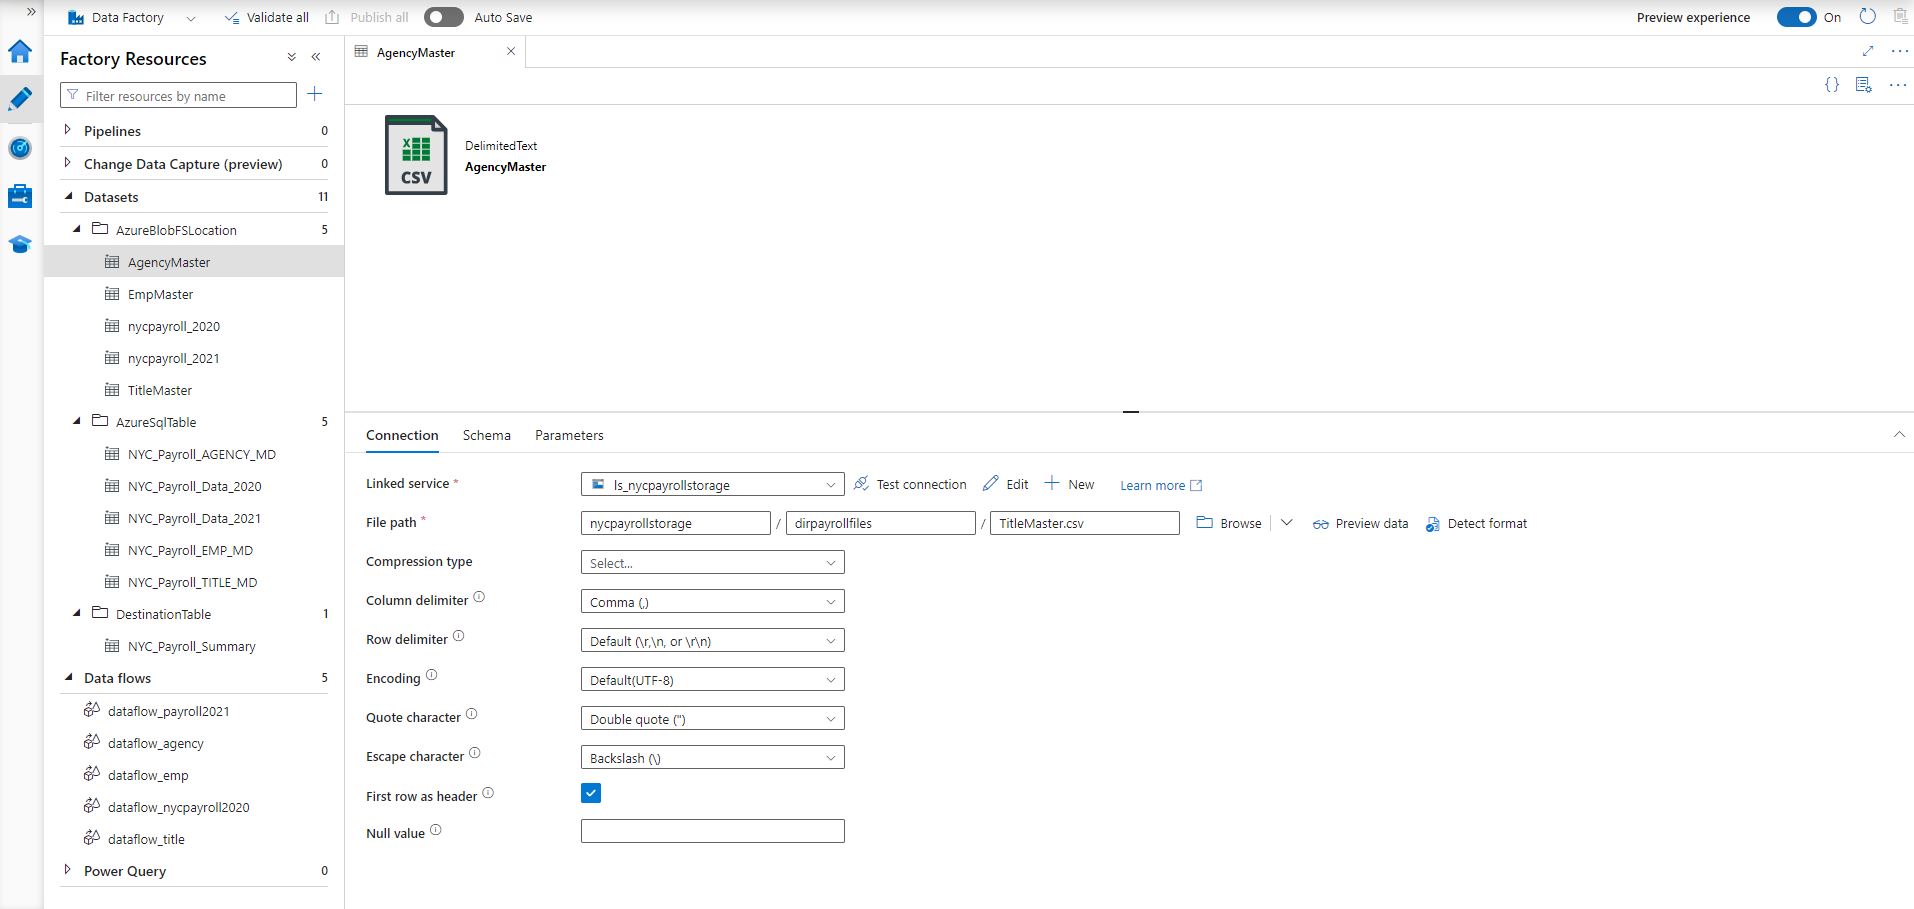 Data Factory Validate all Publish all Auto Save Preview experience On
Factory Resources
Filter resources by name
Pipelines 0
Change Data Capture (preview) 0
Datasets 11
AzureBlobFSLocation 5
AgencyMaster
EmpMaster
nycpayroll_2020
nycpayroll_2021
TitleMaster
AzureSqlTable 5
NYC_Payroll_AGENCY_MD
NYC_Payroll_Data_2020
NYC_Payroll_Data_2021
NYC_Payroll_EMP_MD
NYC_Payroll_TITLE_MD
DestinationTable 1
NYC_Payroll_Summary
Data flows 5
dataflow_payroll2021
dataflow_agency
dataflow_emp
dataflow_nycpayroll2020
dataflow_title
Power Query 0
AgencyMaster
CSV
DelimitedText
AgencyMaster
Connection Schema Parameters
Linked service * ls_nycpayrollstorage Test connection Edit New Learn more
File path * nycpayrollstorage / dirpayrollfiles / TitleMaster.csv Browse Preview data Detect format
Compression type Select...
Column delimiter Comma (,)
Row delimiter Default (\r,\n, or \r\n)
Encoding Default(UTF-8)
Quote character Double quote (")
Escape character Backslash (\)
First row as header
Null value